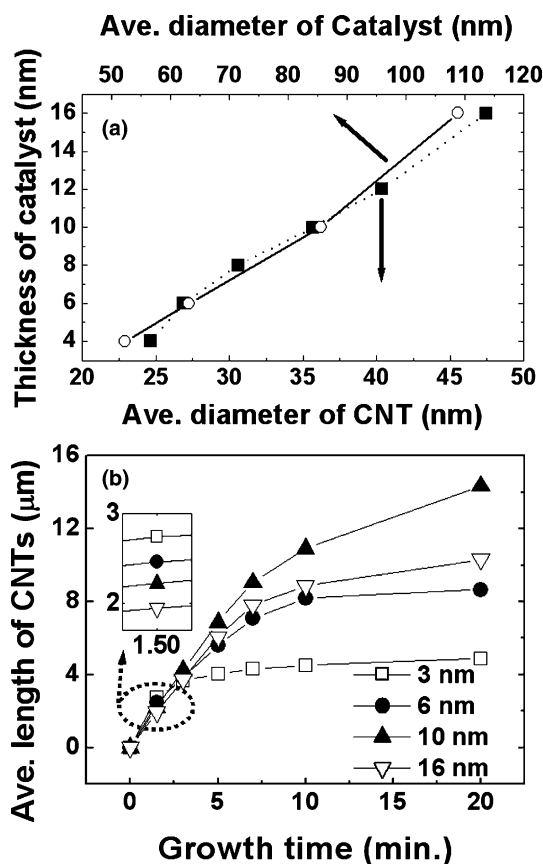 Ave. diameter of Catalyst (nm)
50 60 70 80 90 100 110 120
Thickness of catalyst (nm)
(a)
16
14
12
10
8
6
4
20 25 30 35 40 45 50
Ave. diameter of CNT (nm)
Ave. length of CNTs (μm)
(b)
16
12
8
4
0
3
2
1.50
3 nm
6 nm
10 nm
16 nm
0 5 10 15 20
Growth time (min.)